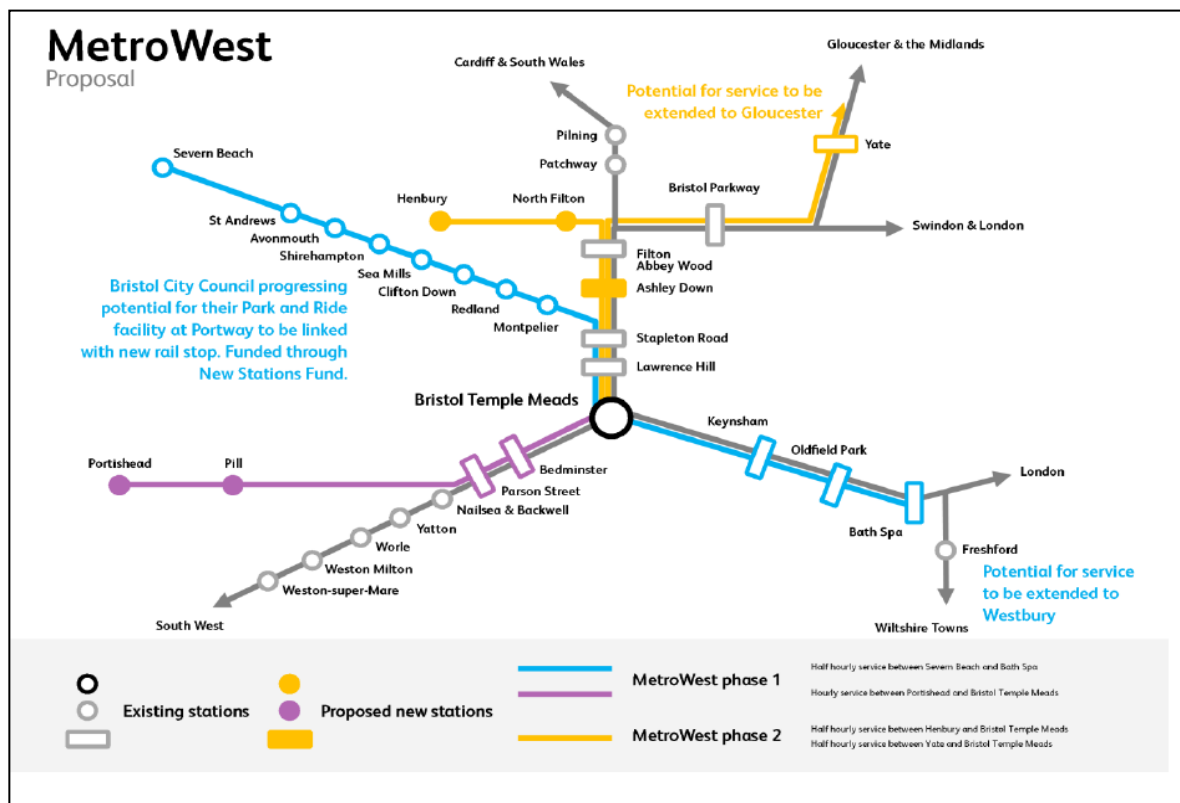 MetroWest
Proposal
Cardiff & South Wales
Gloucester & the Midlands
Potential for service to be
extended to Gloucester
Pilning
Patchway
Yate
Severn Beach
Bristol Parkway
Henbury
North Filton
St Andrews
Avonmouth
Shirehampton
Sea Mills
Clifton Down
Redland
Montpelier
Swindon & London
Filton
Abbey Wood
Ashley Down
Stapleton Road
Lawrence Hill
Bristol City Council progressing
potential for their Park and Ride
facility at Portway to be linked
with new rail stop. Funded through
New Stations Fund.
Bristol Temple Meads
Keynsham
Oldfield Park
Bath Spa
London
Freshford
Potential for service
to be extended to
Westbury
Wiltshire Towns
Portishead
Pill
Bedminster
Parson Street
Nailsea & Backwell
Yatton
Worle
Weston Milton
Weston-super-Mare
South West
Existing stations
Proposed new stations
MetroWest phase 1
Half hourly service between Severn Beach and Bath Spa
Hourly service between Portishead and Bristol Temple Meads
MetroWest phase 2
Half hourly service between Henbury and Bristol Temple Meads
Half hourly service between Yate and Bristol Temple Meads